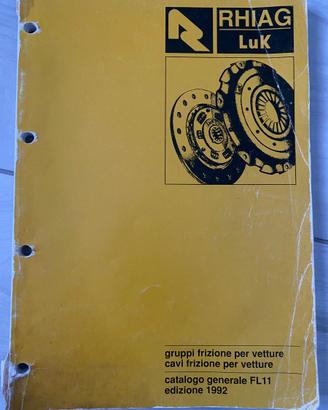 RHIAG
LuK
gruppi frizione per vetture
cavi frizione per vetture
catalogo generale FL11
edizione 1992